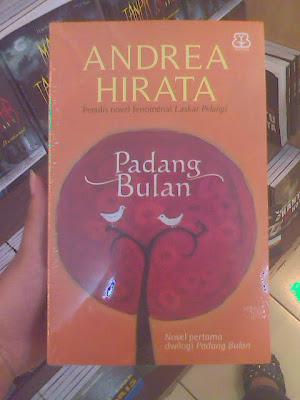 ANDREA
HIRATA
Penulis novel fenomenal Laskar Pelangi
Padang
Bulan
Novel pertama
dwilogi Padang Bulan